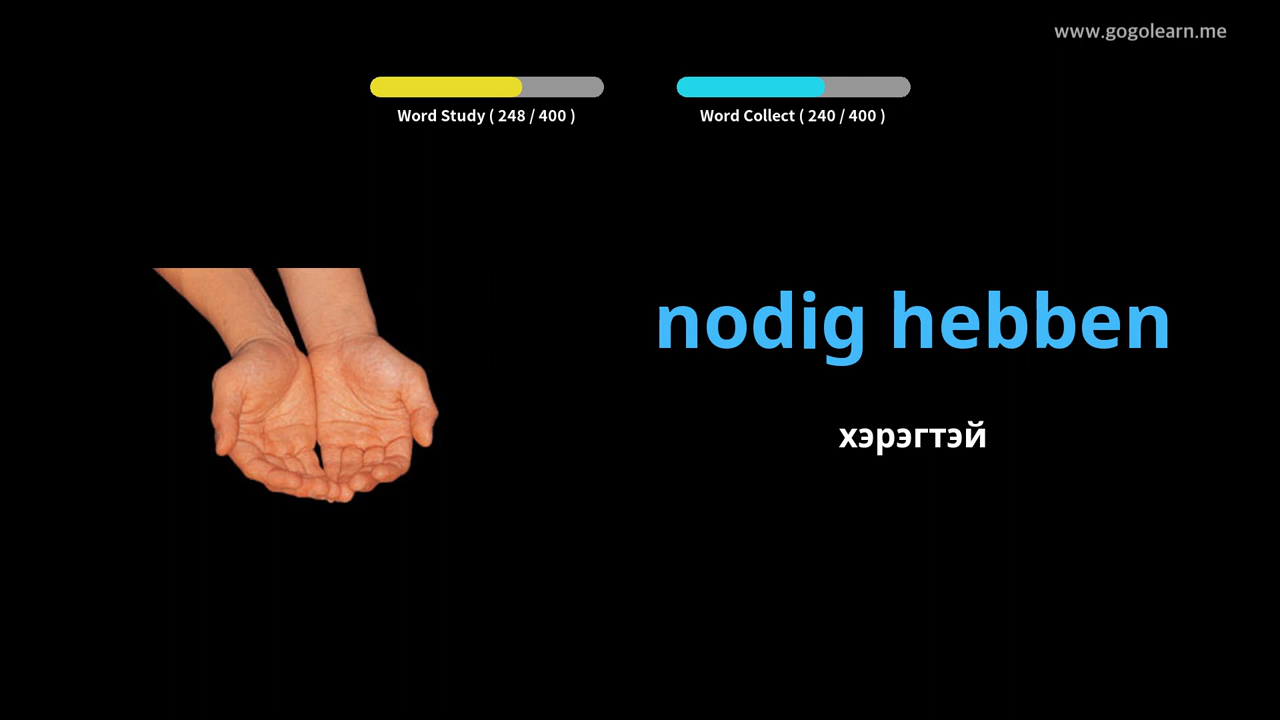 www.gogolearn.me
Word Study ( 248 / 400 )
Word Collect ( 240 / 400 )
nodig hebben
хэрэгтэй